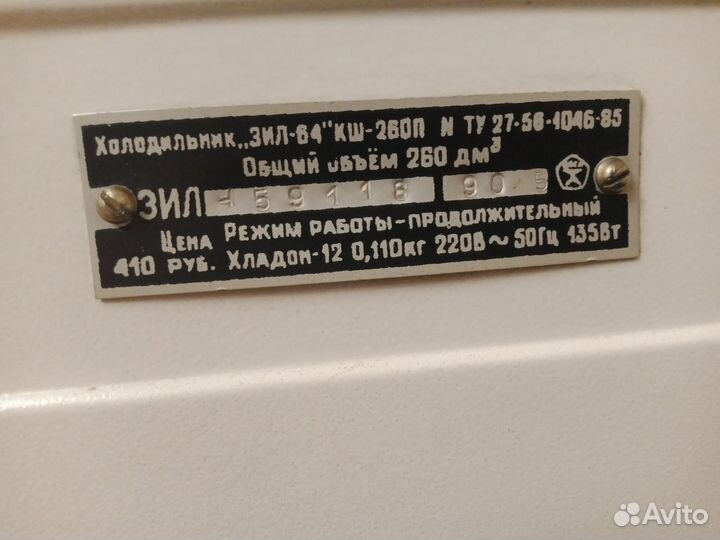 Холодильник „ЗИЛ-64" КШ-260П N ТУ 27-56-1046-85
Общий объём 260 дм³
ЗИЛ 459118 90 5
Режим работы-продолжительный
Цена 410 руб. Хладон-12 0,110кг 220В ~ 50Гц 135Вт
Avito